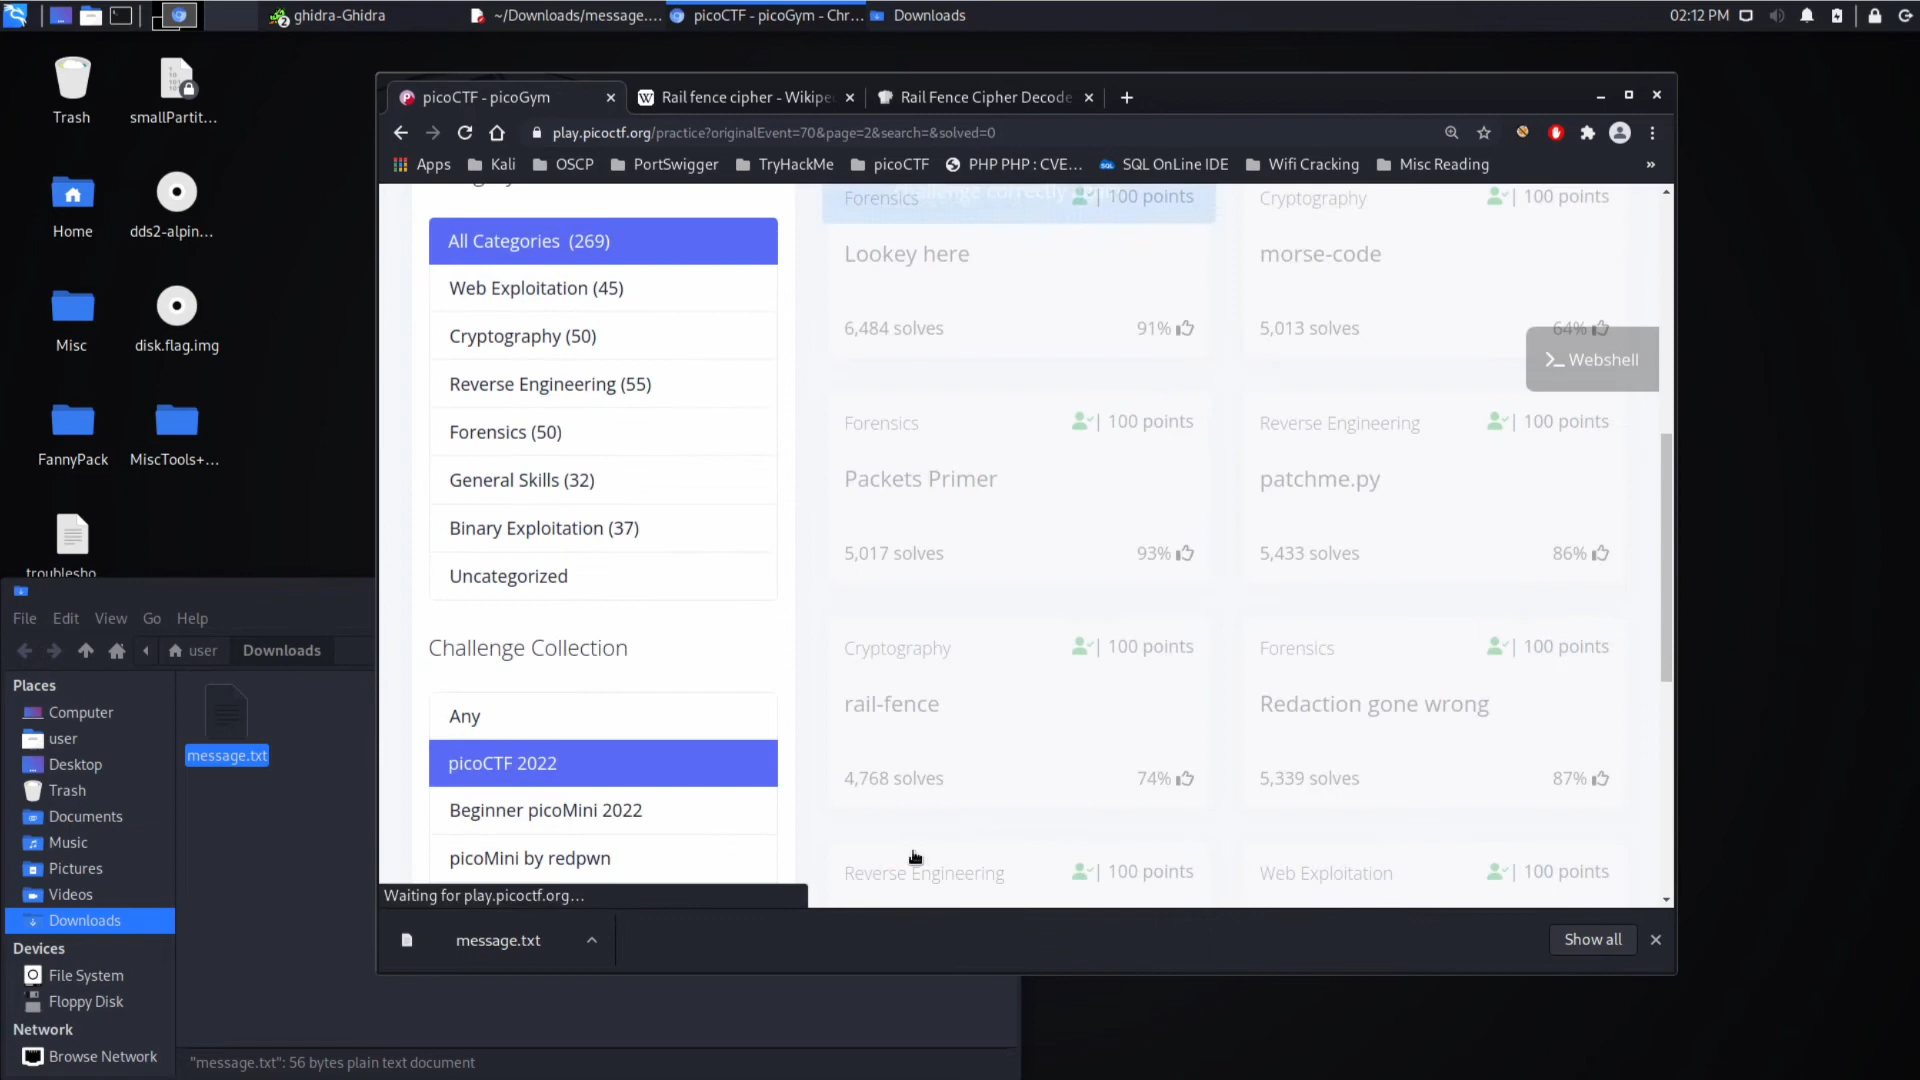 ghidra-Ghidra
~/Downloads/message....
picoCTF - picoGym - Chr...
Downloads
02:12 PM
Trash
smallPartit...
Home
dds2-alpin...
Misc
disk.flag.img
FannyPack
MiscTools+...
troublesho
picoCTF - picoGym
Rail fence cipher - Wikipe
Rail Fence Cipher Decode
play.picoctf.org/practice?originalEvent=70&page=2&search=&solved=0
Apps
Kali
OSCP
PortSwigger
TryHackMe
picoCTF
PHP PHP : CVE...
SQL OnLine IDE
Wifi Cracking
Misc Reading
»
All Categories (269)
Web Exploitation (45)
Cryptography (50)
Reverse Engineering (55)
Forensics (50)
General Skills (32)
Binary Exploitation (37)
Uncategorized
Challenge Collection
Any
picoCTF 2022
Beginner picoMini 2022
picoMini by redpwn
Forensics | 100 points
Lookey here
6,484 solves 91%
Cryptography | 100 points
morse-code
5,013 solves 64%
Webshell
Forensics | 100 points
Packets Primer
5,017 solves 93%
Reverse Engineering | 100 points
patchme.py
5,433 solves 86%
Cryptography | 100 points
rail-fence
4,768 solves 74%
Forensics | 100 points
Redaction gone wrong
5,339 solves 87%
Reverse Engineering | 100 points
Web Exploitation | 100 points
Waiting for play.picoctf.org...
message.txt
Show all
File Edit View Go Help
user
Downloads
Places
Computer
user
Desktop
Trash
Documents
Music
Pictures
Videos
Downloads
Devices
File System
Floppy Disk
Network
Browse Network
message.txt
"message.txt": 56 bytes plain text document